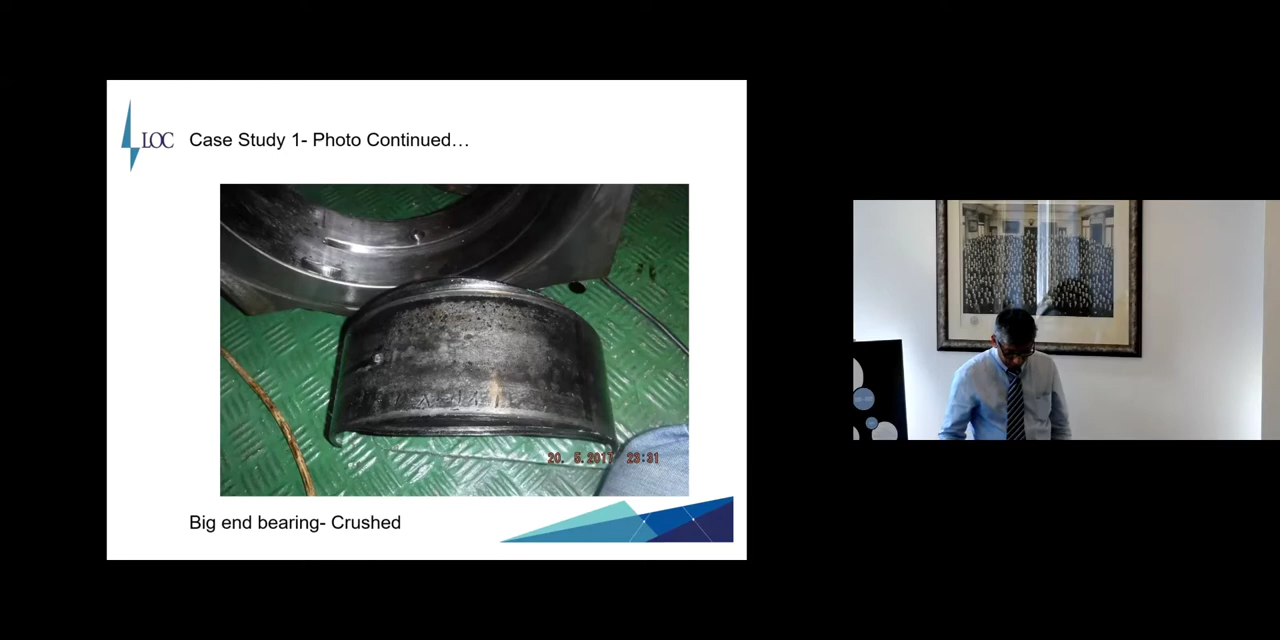 LOC
Case Study 1- Photo Continued…
20. 5.2017 23:31
Big end bearing- Crushed